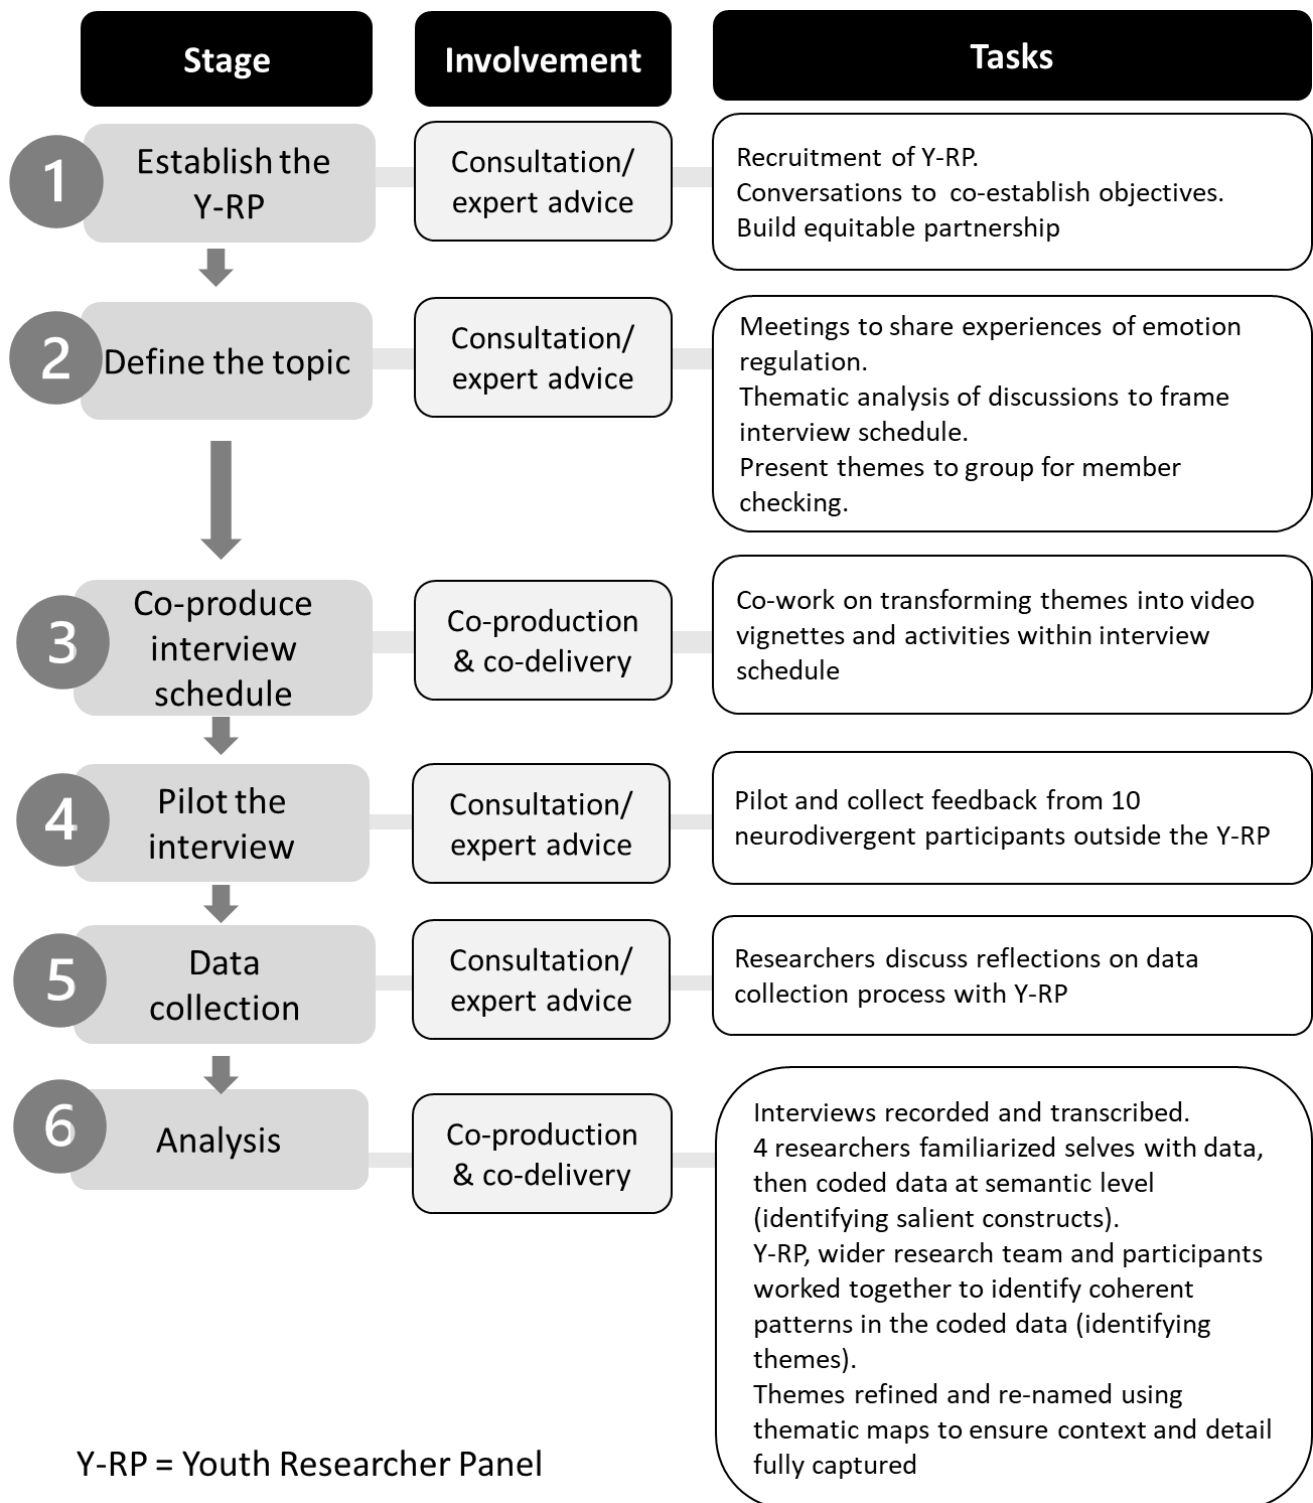 Stage
Involvement
Tasks
1
Establish the
Y-RP
Consultation/
expert advice
Recruitment of Y-RP.
Conversations to co-establish objectives.
Build equitable partnership
2
Define the topic
Consultation/
expert advice
Meetings to share experiences of emotion
regulation.
Thematic analysis of discussions to frame
interview schedule.
Present themes to group for member
checking.
3
Co-produce
interview
schedule
Co-production
& co-delivery
Co-work on transforming themes into video
vignettes and activities within interview
schedule
4
Pilot the
interview
Consultation/
expert advice
Pilot and collect feedback from 10
neurodivergent participants outside the Y-RP
5
Data
collection
Consultation/
expert advice
Researchers discuss reflections on data
collection process with Y-RP
6
Analysis
Co-production
& co-delivery
Interviews recorded and transcribed.
4 researchers familiarized selves with data,
then coded data at semantic level
(identifying salient constructs).
Y-RP, wider research team and participants
worked together to identify coherent
patterns in the coded data (identifying
themes).
Themes refined and re-named using
thematic maps to ensure context and detail
fully captured
Y-RP = Youth Researcher Panel